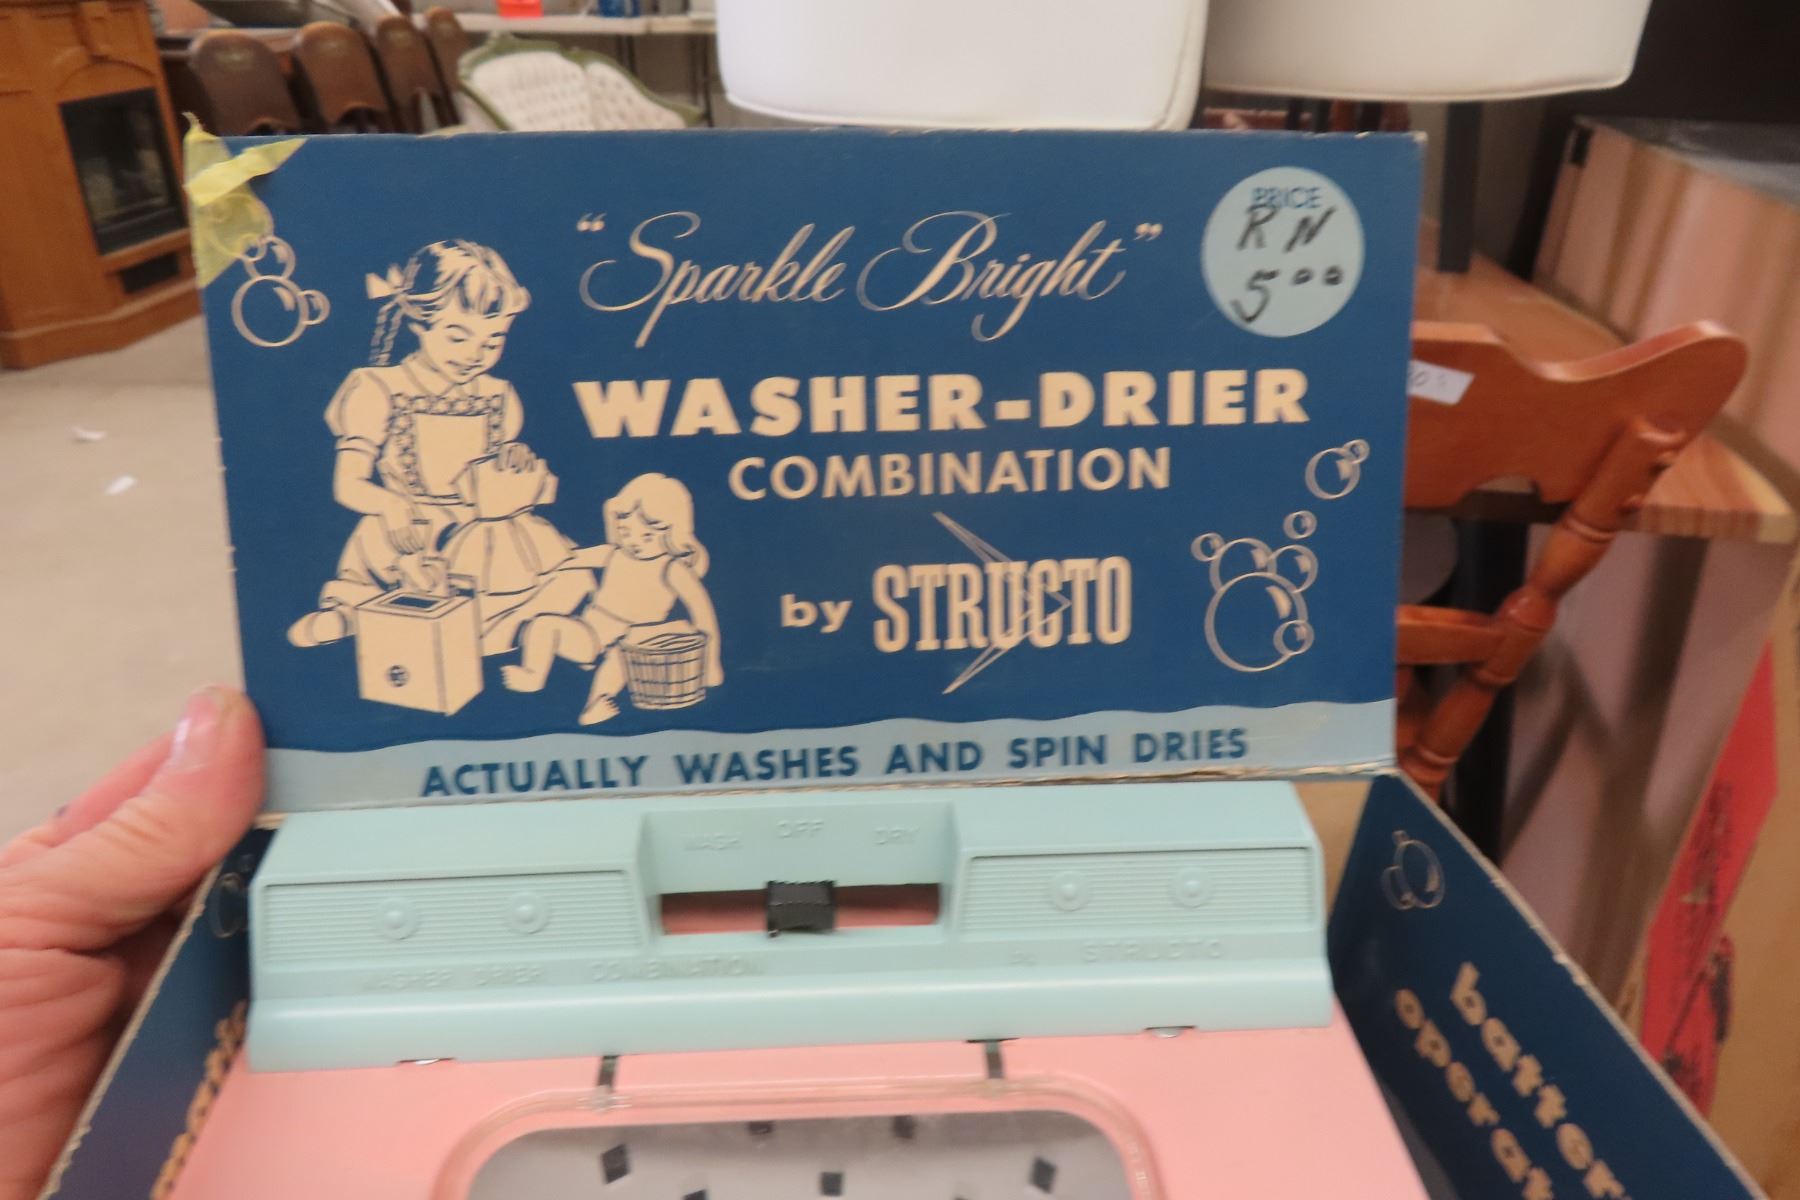 "Sparkle Bright"
PRICE
RN
5 00
WASHER-DRIER
COMBINATION
by STRUCTO
ACTUALLY WASHES AND SPIN DRIES
WASH OFF DRY
WASHER DRIER COMBINATION by STRUCTO
battery